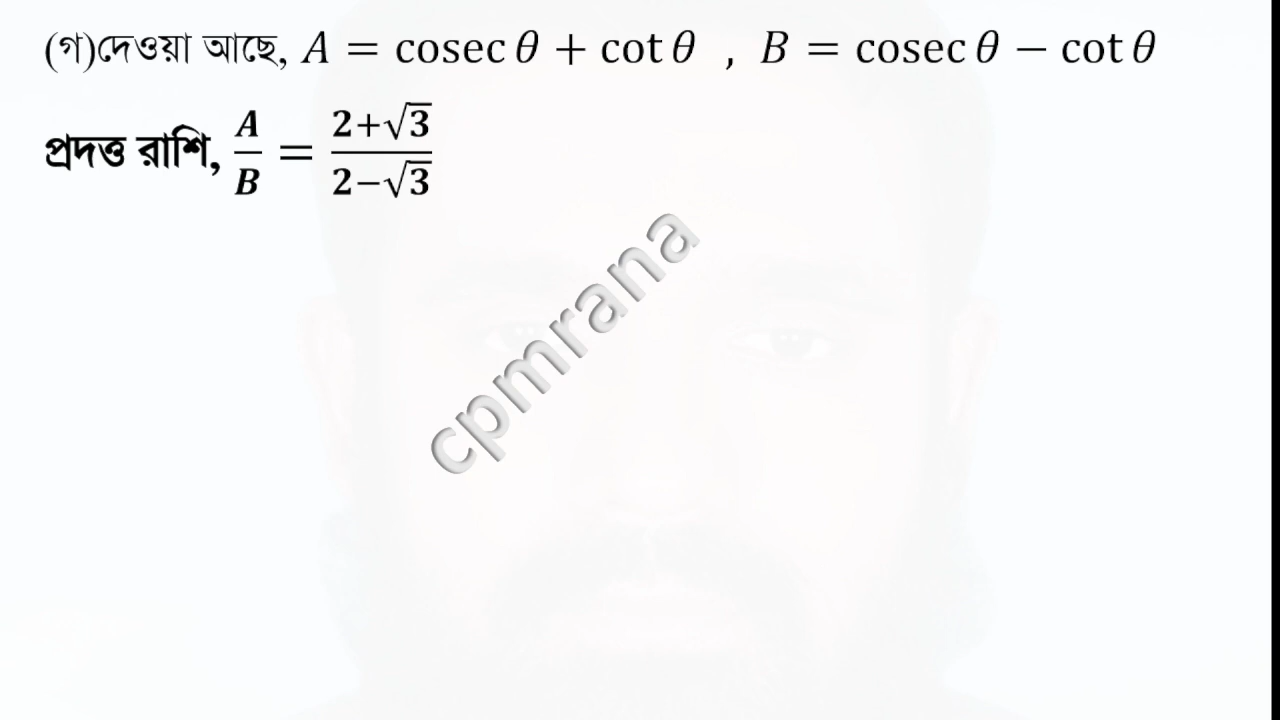 (গ)দেওয়া আছে, A = cosec θ + cot θ , B = cosec θ − cot θ
প্রদত্ত রাশি, A/B = (2+√3)/(2−√3)
cpmrana